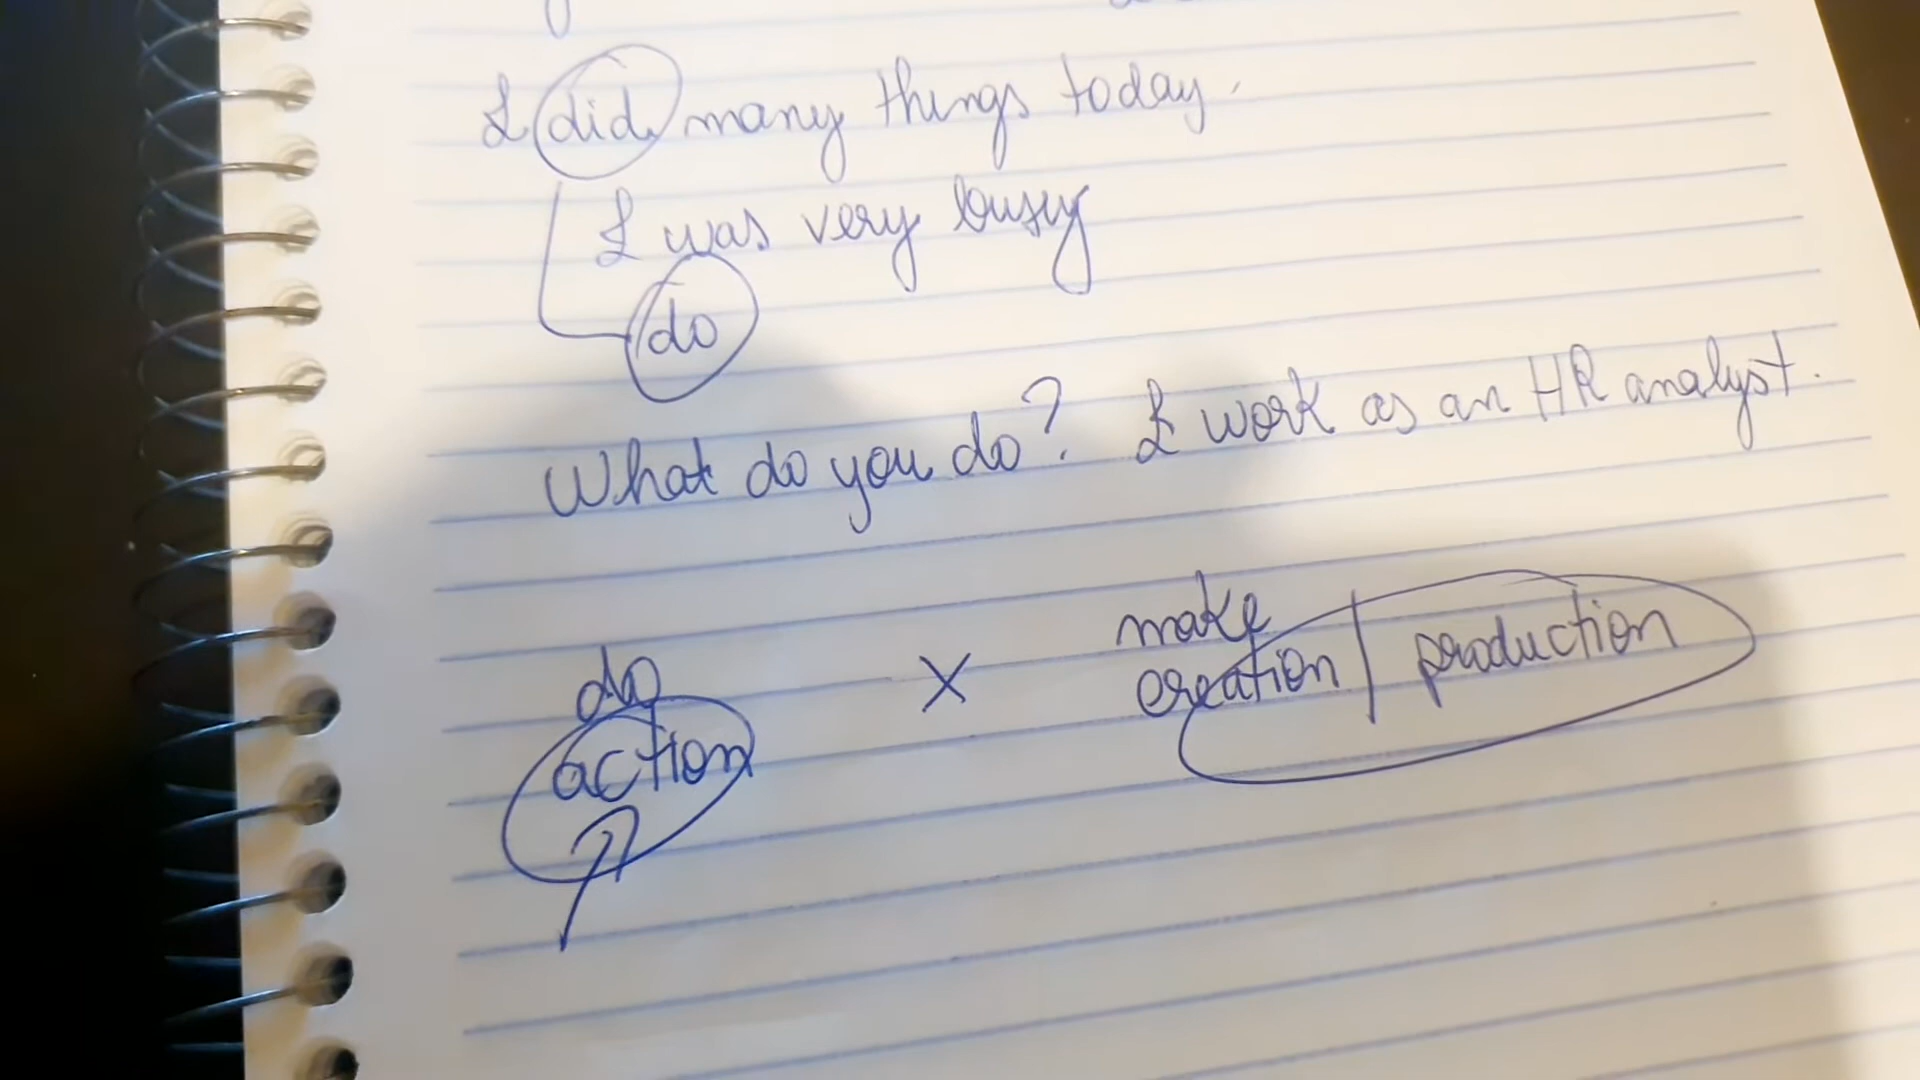 I did many things today.
I was very busy
do
What do you do? I work as an HR analyst.
do X make
action creation / production